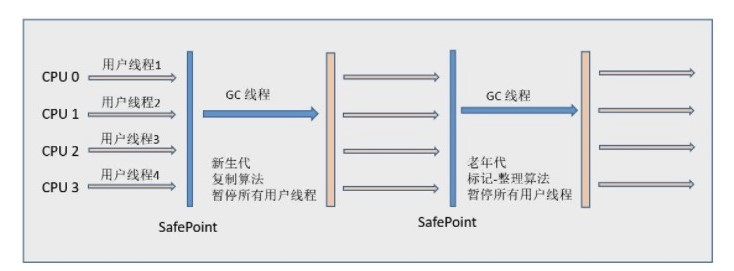 CPU 0
用户线程1
CPU 1
用户线程2
CPU 2
用户线程3
CPU 3
用户线程4
SafePoint
GC 线程
新生代
复制算法
暂停所有用户线程
SafePoint
GC 线程
老年代
标记-整理算法
暂停所有用户线程